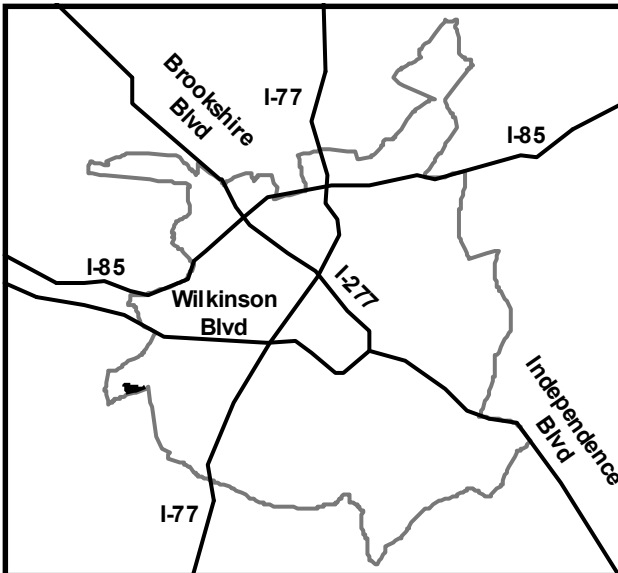 Brookshire
Blvd
I-77
I-85
I-85
I-277
Wilkinson
Blvd
Independence
Blvd
I-77